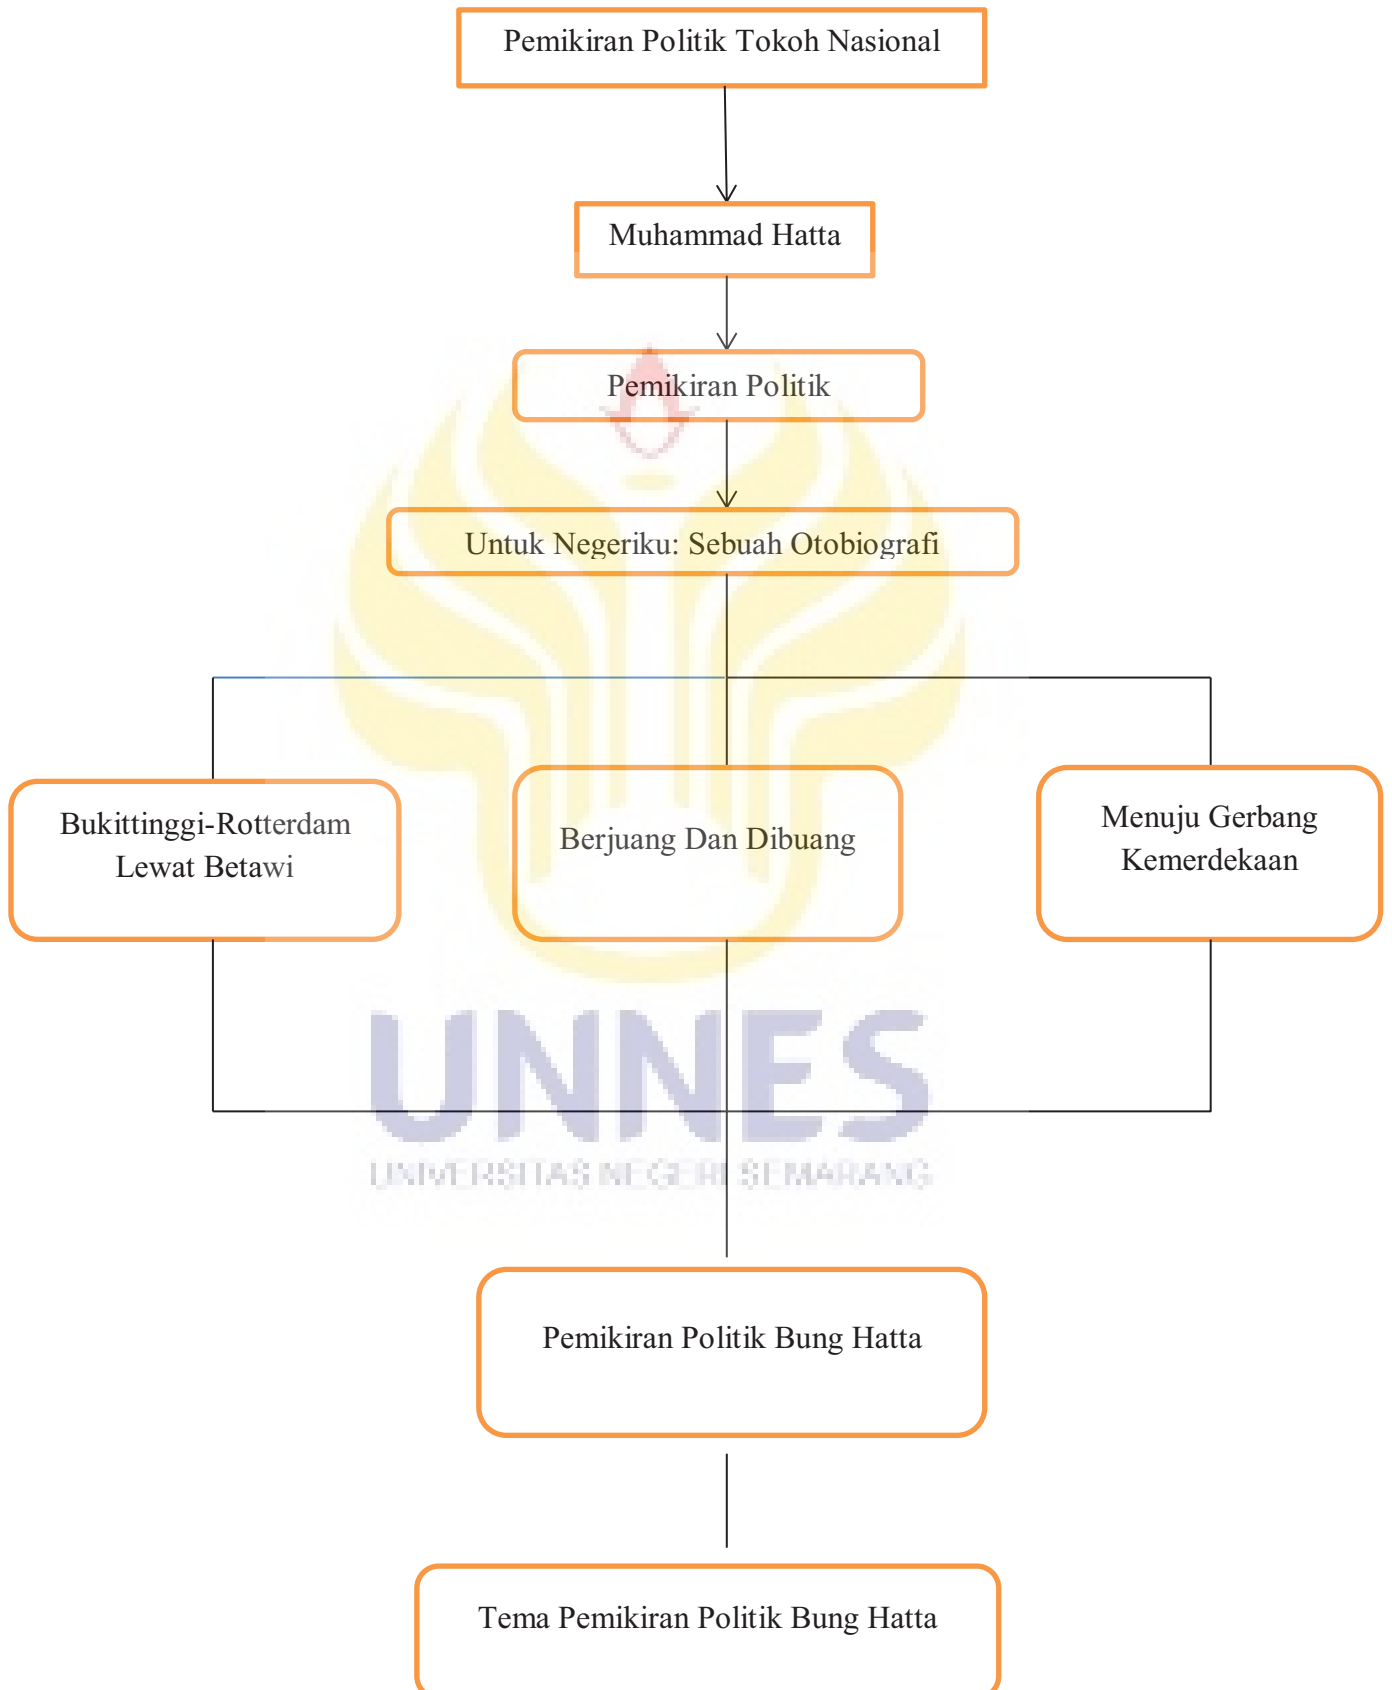 Pemikiran Politik Tokoh Nasional
Muhammad Hatta
Pemikiran Politik
Untuk Negeriku: Sebuah Otobiografi
Bukittinggi-Rotterdam
Lewat Betawi
Berjuang Dan Dibuang
Menuju Gerbang
Kemerdekaan
UNNES
UNIVERSITAS NEGERI SEMARANG
Pemikiran Politik Bung Hatta
Tema Pemikiran Politik Bung Hatta